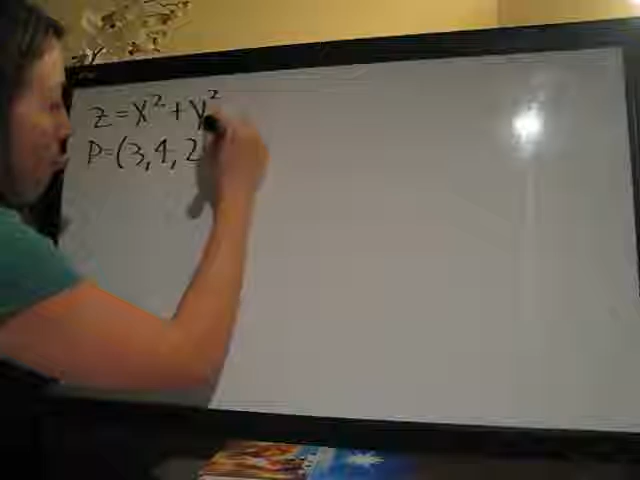 z = x² + y²
P = (3, 4, 2